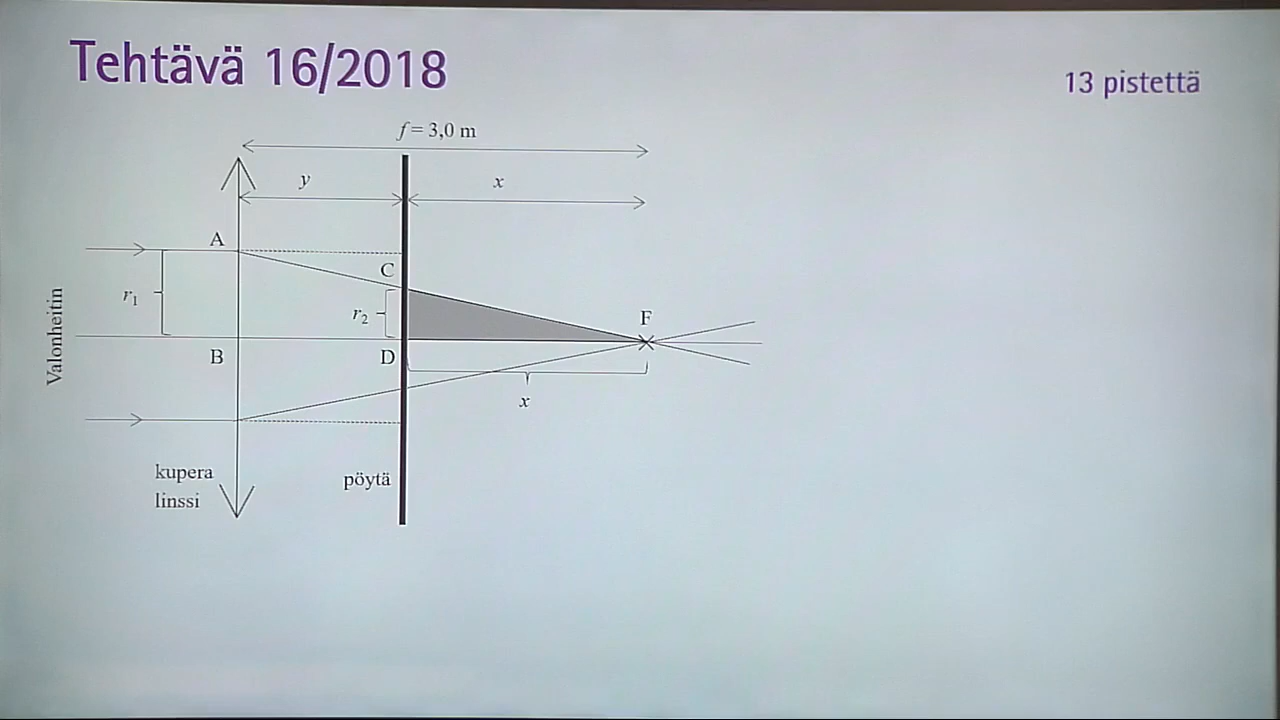 Tehtävä 16/2018
13 pistettä
f = 3,0 m
y
x
A
C
r₁
r₂
F
Valonheitin
B
D
x
kupera
linssi
pöytä